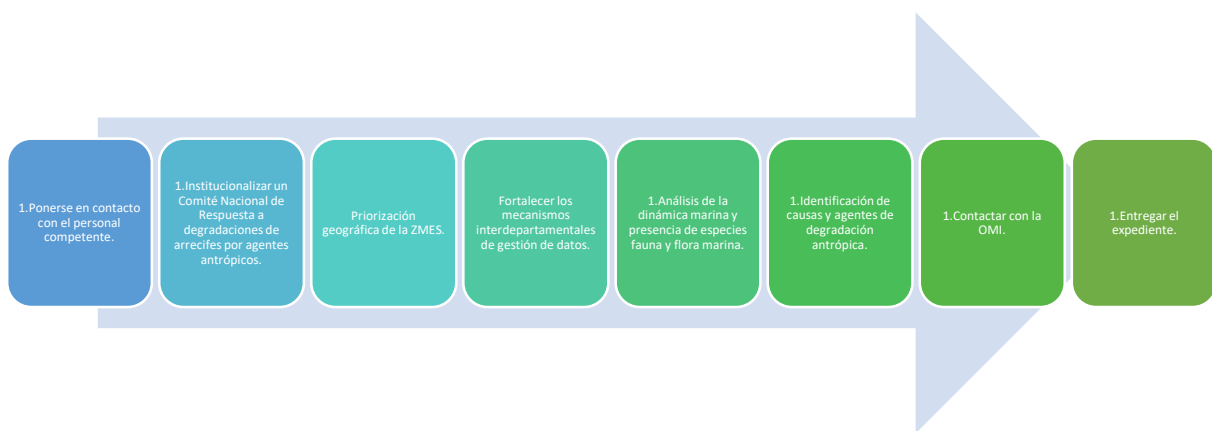 1.Ponerse en contacto
con el personal
competente.
1.Institucionalizar un
Comité Nacional de
Respuesta a
degradaciones de
arrecifes por agentes
antrópicos.
Priorización
geográfica de la ZMES.
Fortalecer los
mecanismos
interdepartamentales
de gestión de datos.
1.Análisis de la
dinámica marina y
presencia de especies
fauna y flora marina.
1.Identificación de
causas y agentes de
degradación
antrópica.
1.Contactar con la
OMI.
1.Entregar el
expediente.